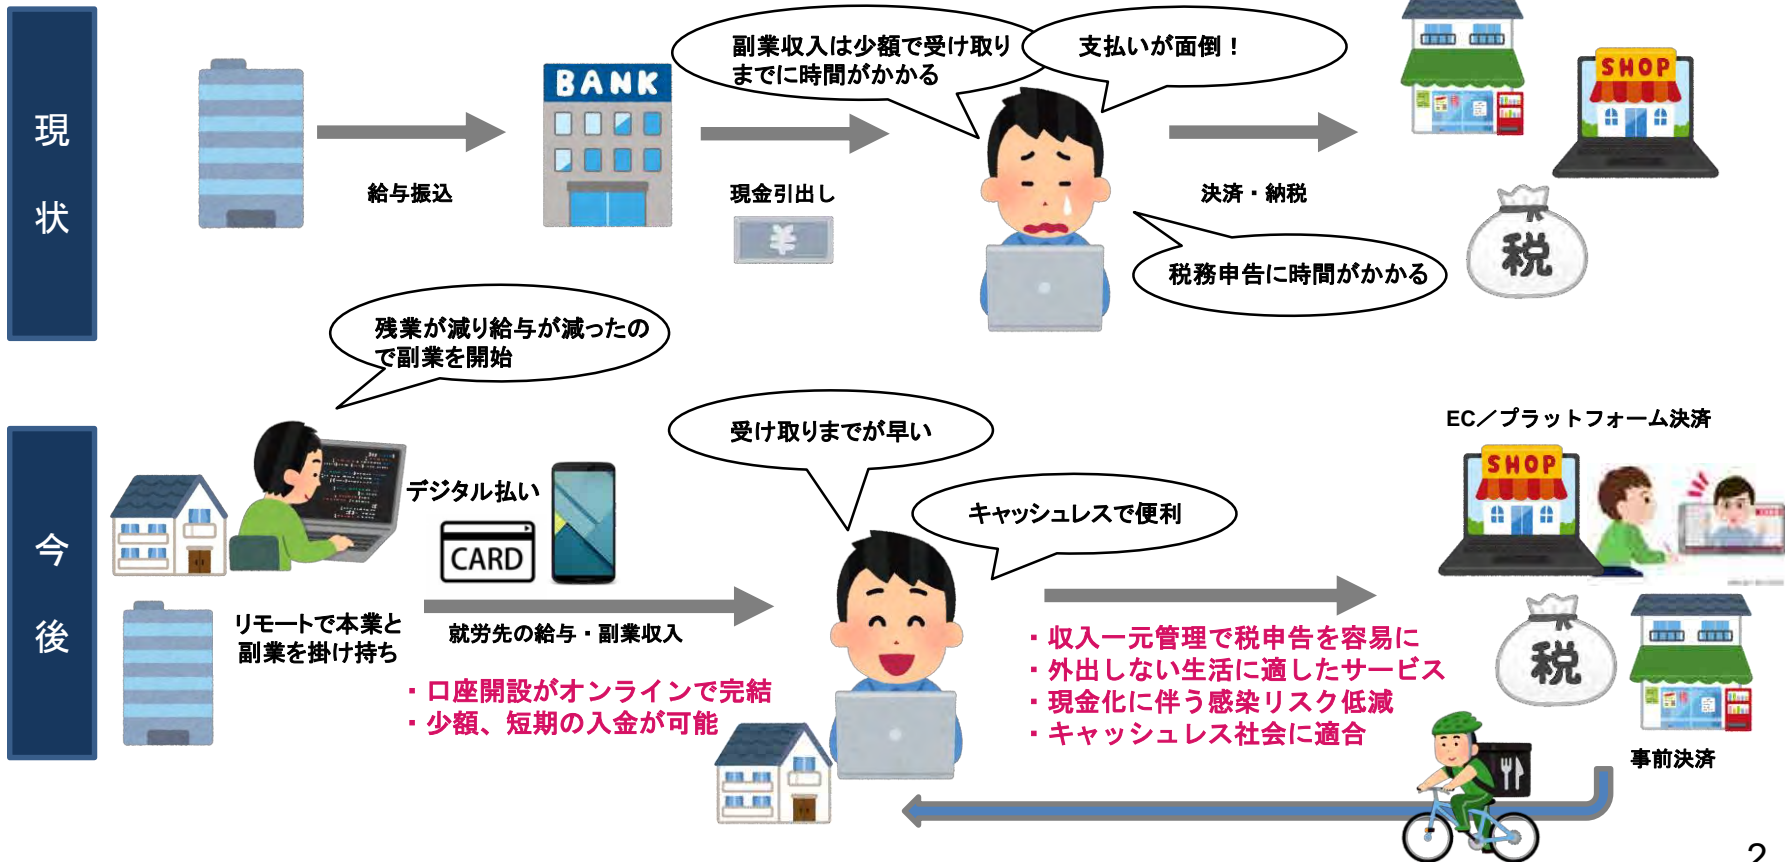 現
状
BANK
給与振込
現金引出し
¥
副業収入は少額で受け取り
までに時間がかかる
支払いが面倒！
決済・納税
税務申告に時間がかかる
SHOP
税
今
後
残業が減り給与が減ったの
で副業を開始
リモートで本業と
副業を掛け持ち
デジタル払い
CARD
就労先の給与・副業収入
・口座開設がオンラインで完結
・少額、短期の入金が可能
受け取りまでが早い
キャッシュレスで便利
・収入一元管理で税申告を容易に
・外出しない生活に適したサービス
・現金化に伴う感染リスク低減
・キャッシュレス社会に適合
EC／プラットフォーム決済
SHOP
税
事前決済
2